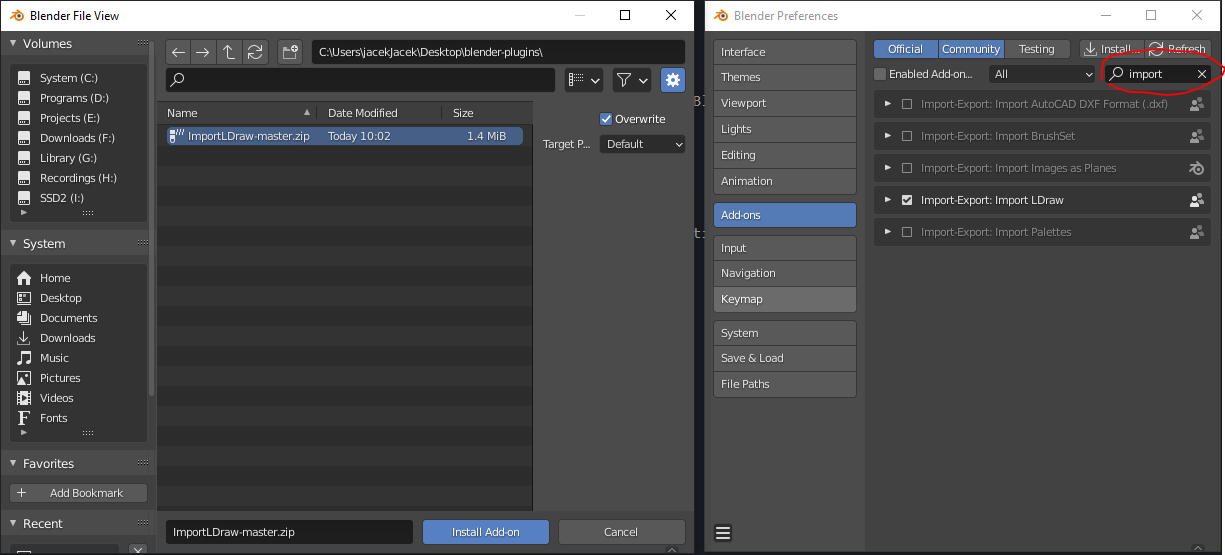 Blender File View
Volumes
System (C:)
Programs (D:)
Projects (E:)
Downloads (F:)
Library (G:)
Recordings (H:)
SSD2 (I:)
System
Home
Desktop
Documents
Downloads
Music
Pictures
Videos
Fonts
Favorites
Add Bookmark
Recent
C:\Users\jacekJacek\Desktop\blender-plugins\
Name Date Modified Size
ImportLDraw-master.zip Today 10:02 1.4 MiB
Overwrite
Target P... Default
ImportLDraw-master.zip Install Add-on Cancel
Blender Preferences
Interface
Themes
Viewport
Lights
Editing
Animation
Add-ons
Input
Navigation
Keymap
System
Save & Load
File Paths
Official Community Testing Install... Refresh
Enabled Add-on... All import
Import-Export: Import AutoCAD DXF Format (.dxf)
Import-Export: Import BrushSet
Import-Export: Import Images as Planes
Import-Export: Import LDraw
Import-Export: Import Palettes